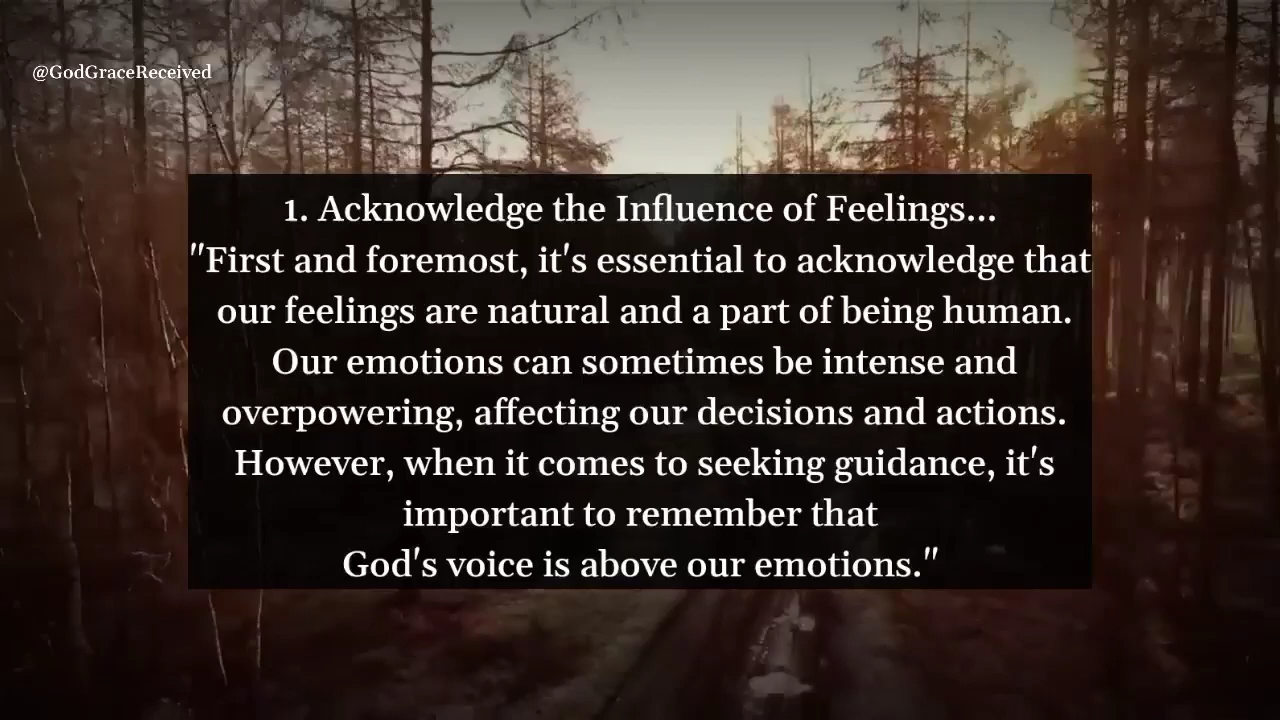 @GodGraceReceived
1. Acknowledge the Influence of Feelings...
"First and foremost, it's essential to acknowledge that
our feelings are natural and a part of being human.
Our emotions can sometimes be intense and
overpowering, affecting our decisions and actions.
However, when it comes to seeking guidance, it's
important to remember that
God's voice is above our emotions."